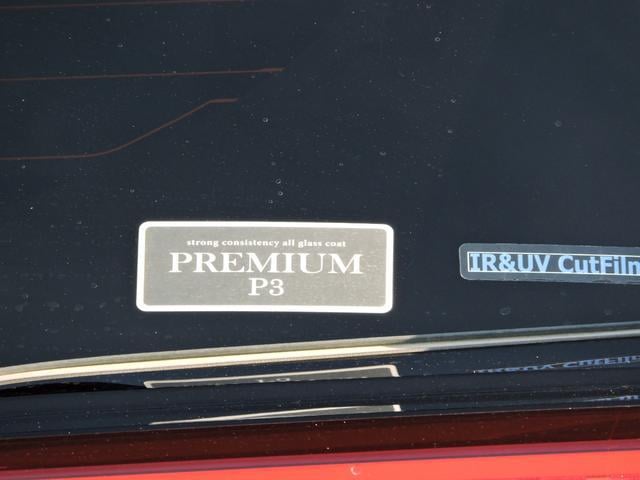 strong consistency all glass coat
PREMIUM
P3
IR&UV CutFilm